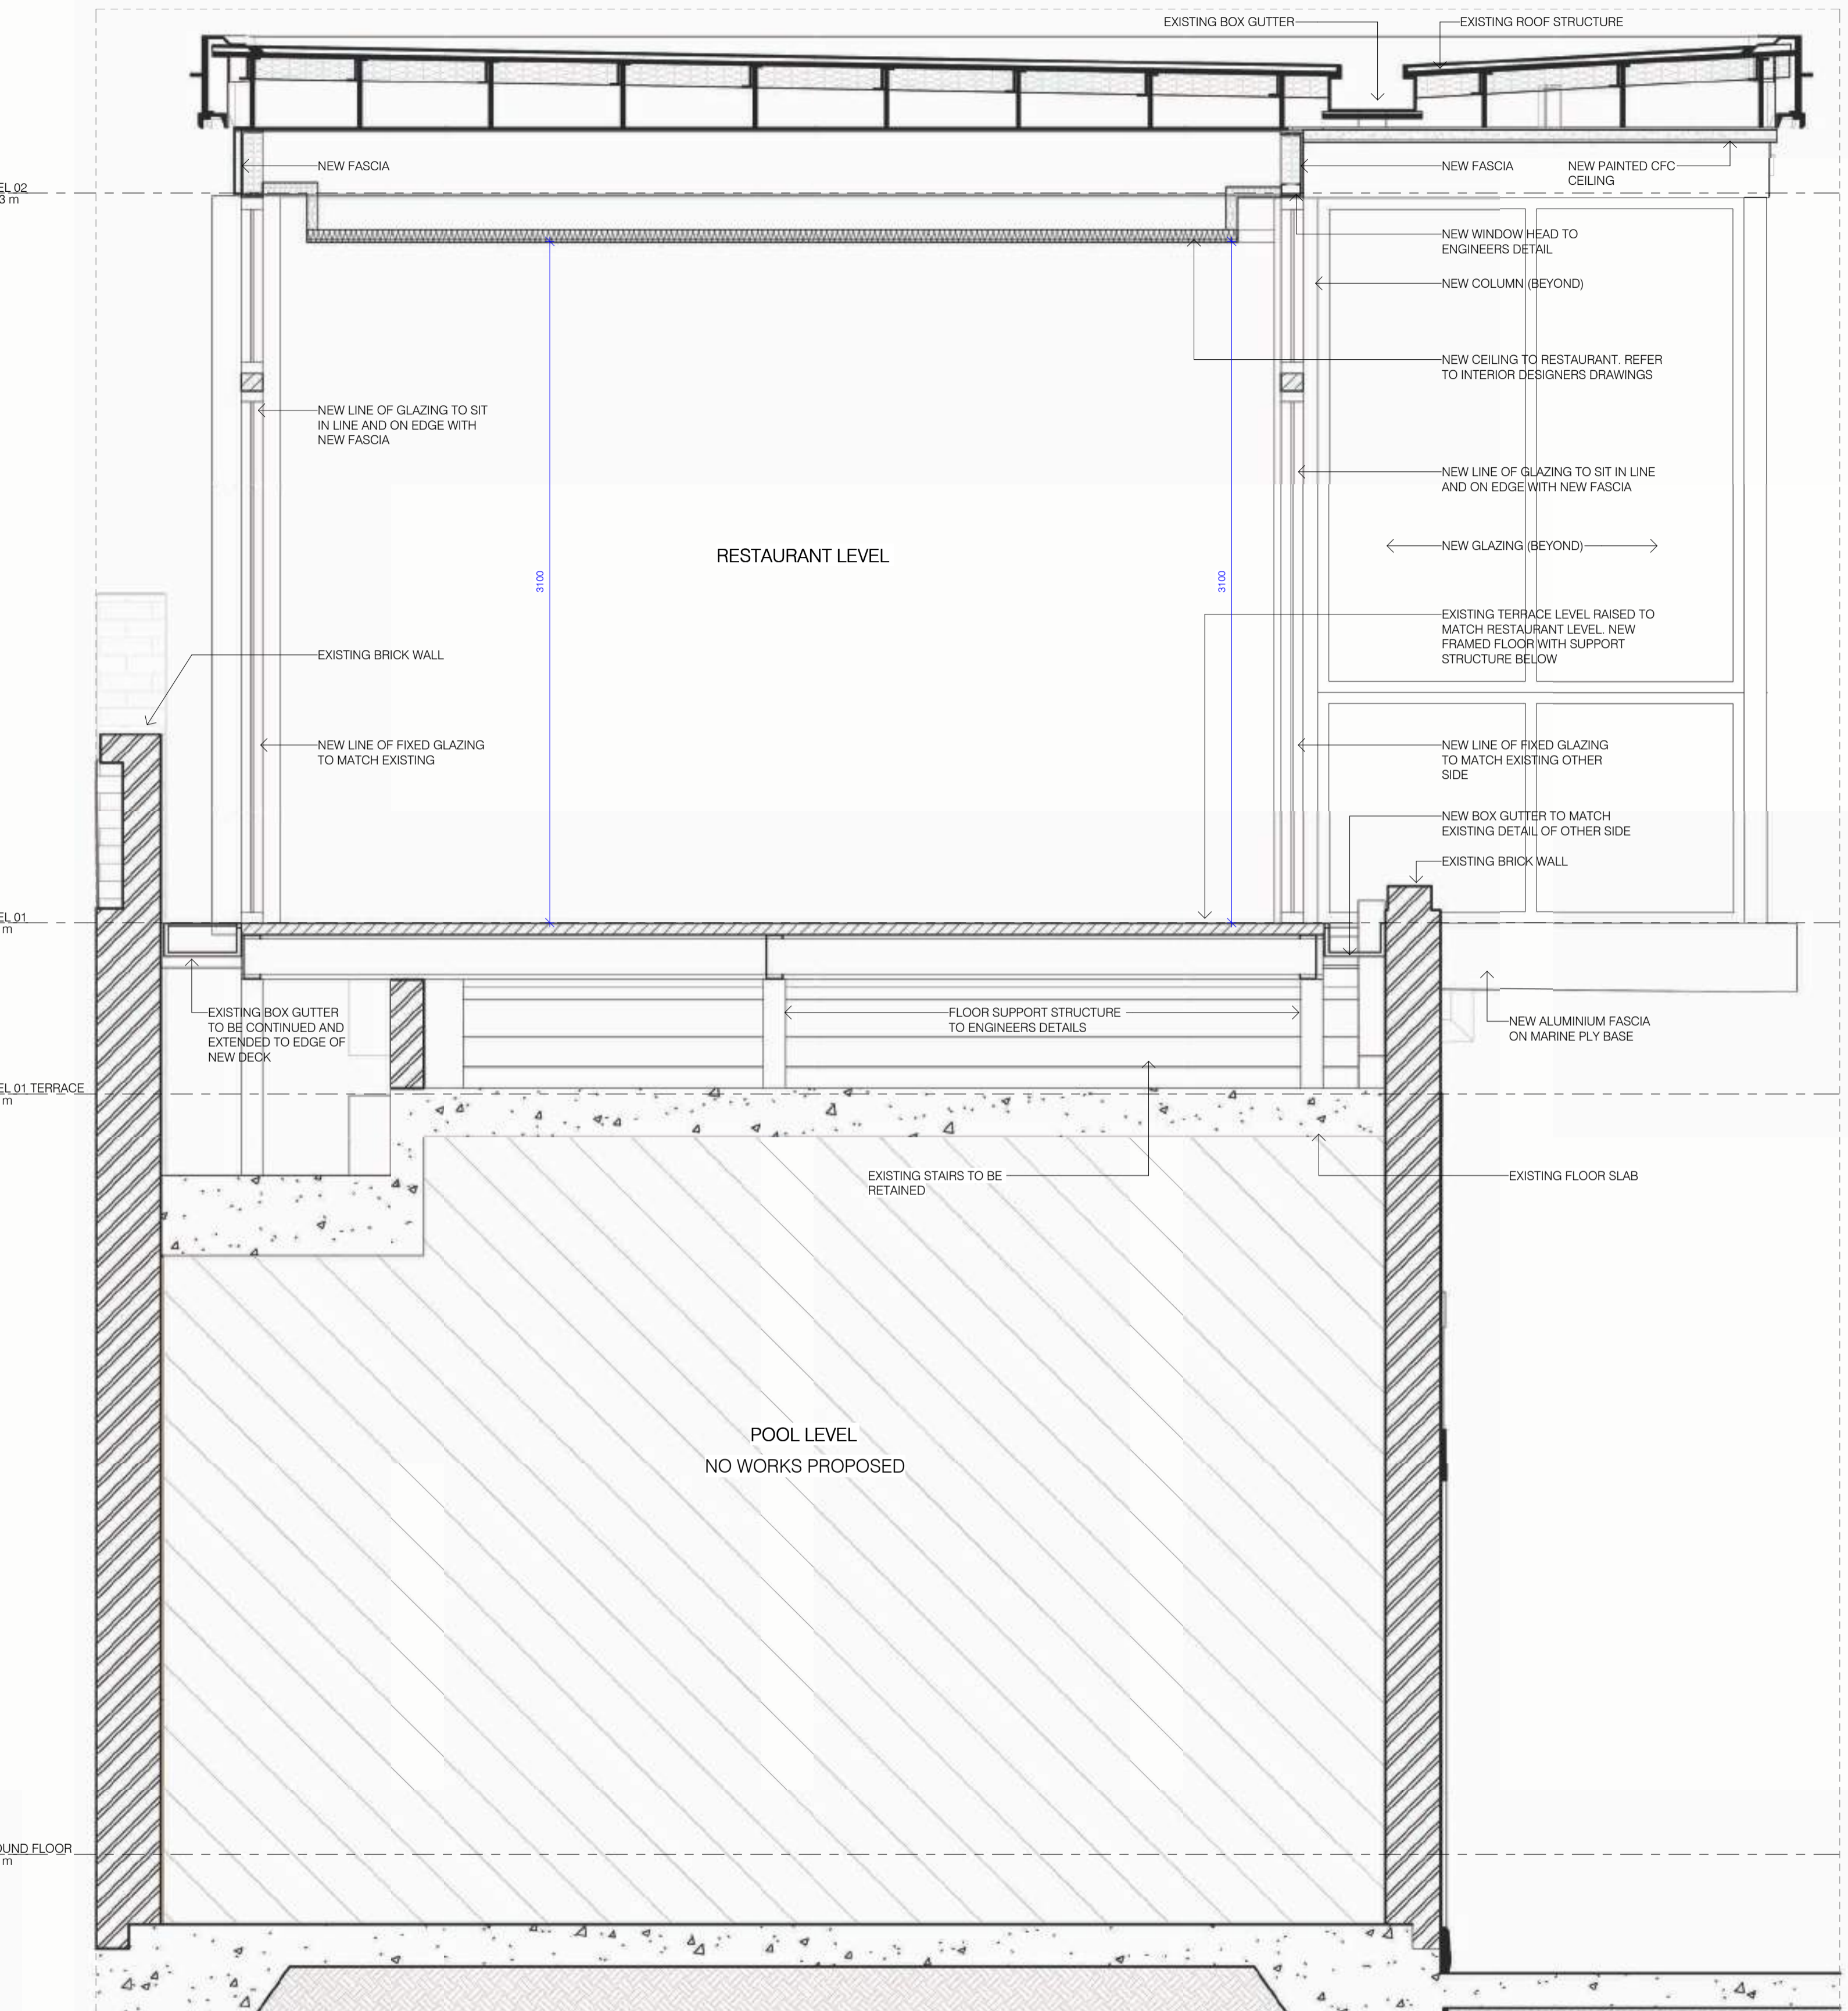 EXISTING BOX GUTTER
EXISTING ROOF STRUCTURE
NEW FASCIA
NEW FASCIA
NEW PAINTED CFC
CEILING
EL 02
3 m
NEW WINDOW HEAD TO
ENGINEERS DETAIL
NEW COLUMN (BEYOND)
NEW CEILING TO RESTAURANT. REFER
TO INTERIOR DESIGNERS DRAWINGS
NEW LINE OF GLAZING TO SIT
IN LINE AND ON EDGE WITH
NEW FASCIA
NEW LINE OF GLAZING TO SIT IN LINE
AND ON EDGE WITH NEW FASCIA
RESTAURANT LEVEL
NEW GLAZING (BEYOND)
3100
3100
EXISTING TERRACE LEVEL RAISED TO
MATCH RESTAURANT LEVEL. NEW
FRAMED FLOOR WITH SUPPORT
STRUCTURE BELOW
EXISTING BRICK WALL
NEW LINE OF FIXED GLAZING
TO MATCH EXISTING
NEW LINE OF FIXED GLAZING
TO MATCH EXISTING OTHER
SIDE
NEW BOX GUTTER TO MATCH
EXISTING DETAIL OF OTHER SIDE
EXISTING BRICK WALL
EL 01
m
EXISTING BOX GUTTER
TO BE CONTINUED AND
EXTENDED TO EDGE OF
NEW DECK
FLOOR SUPPORT STRUCTURE
TO ENGINEERS DETAILS
NEW ALUMINIUM FASCIA
ON MARINE PLY BASE
EL 01 TERRACE
m
EXISTING STAIRS TO BE
RETAINED
EXISTING FLOOR SLAB
POOL LEVEL
NO WORKS PROPOSED
OUND FLOOR
m